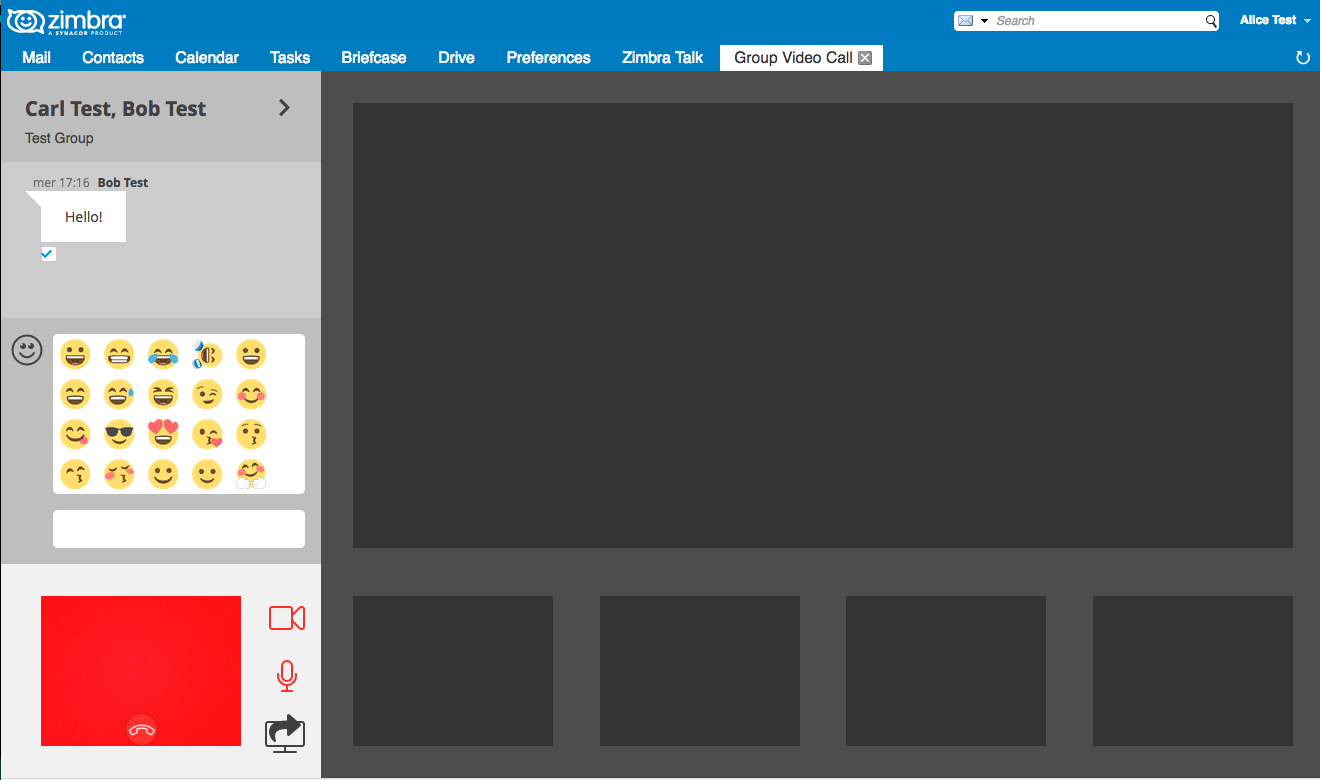 zimbra
A SYNACOR PRODUCT
Search
Alice Test
Mail Contacts Calendar Tasks Briefcase Drive Preferences Zimbra Talk Group Video Call
Carl Test, Bob Test
Test Group
mer 17:16 Bob Test
Hello!